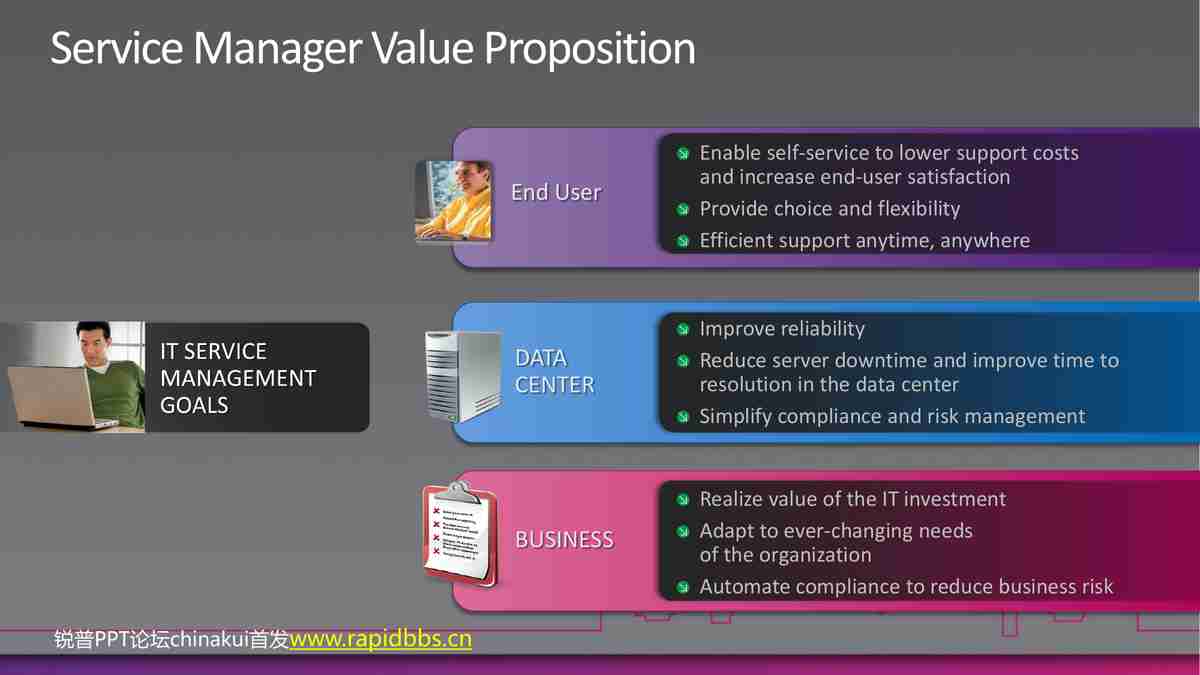 Service Manager Value Proposition
End User
Enable self-service to lower support costs
and increase end-user satisfaction
Provide choice and flexibility
Efficient support anytime, anywhere
IT SERVICE
MANAGEMENT
GOALS
DATA
CENTER
Improve reliability
Reduce server downtime and improve time to
resolution in the data center
Simplify compliance and risk management
BUSINESS
Realize value of the IT investment
Adapt to ever-changing needs
of the organization
Automate compliance to reduce business risk
锐普PPT论坛chinakui首发www.rapidbbs.cn